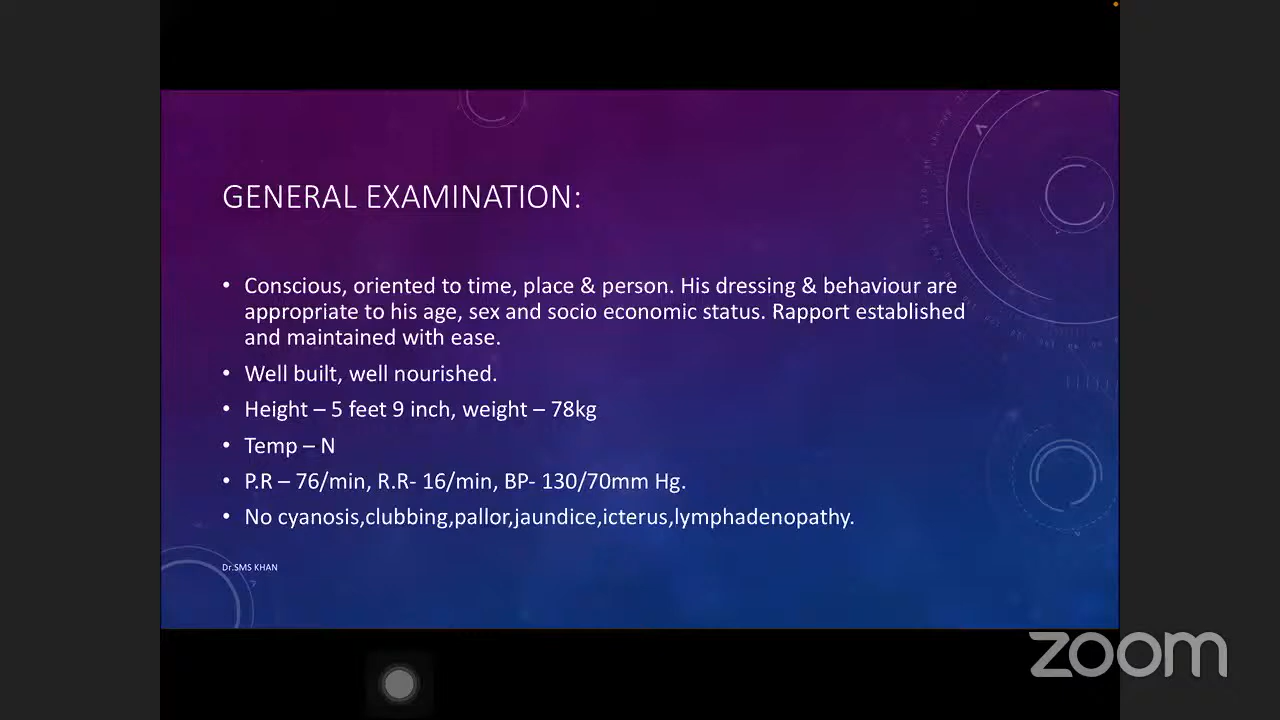 GENERAL EXAMINATION:
• Conscious, oriented to time, place & person. His dressing & behaviour are
appropriate to his age, sex and socio economic status. Rapport established
and maintained with ease.
• Well built, well nourished.
• Height – 5 feet 9 inch, weight – 78kg
• Temp – N
• P.R – 76/min, R.R- 16/min, BP- 130/70mm Hg.
• No cyanosis,clubbing,pallor,jaundice,icterus,lymphadenopathy.
Dr.SMS KHAN
zoom